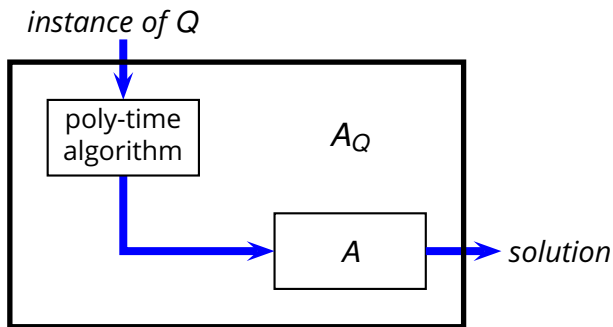 instance of Q
poly-time
algorithm
A_Q
A
solution